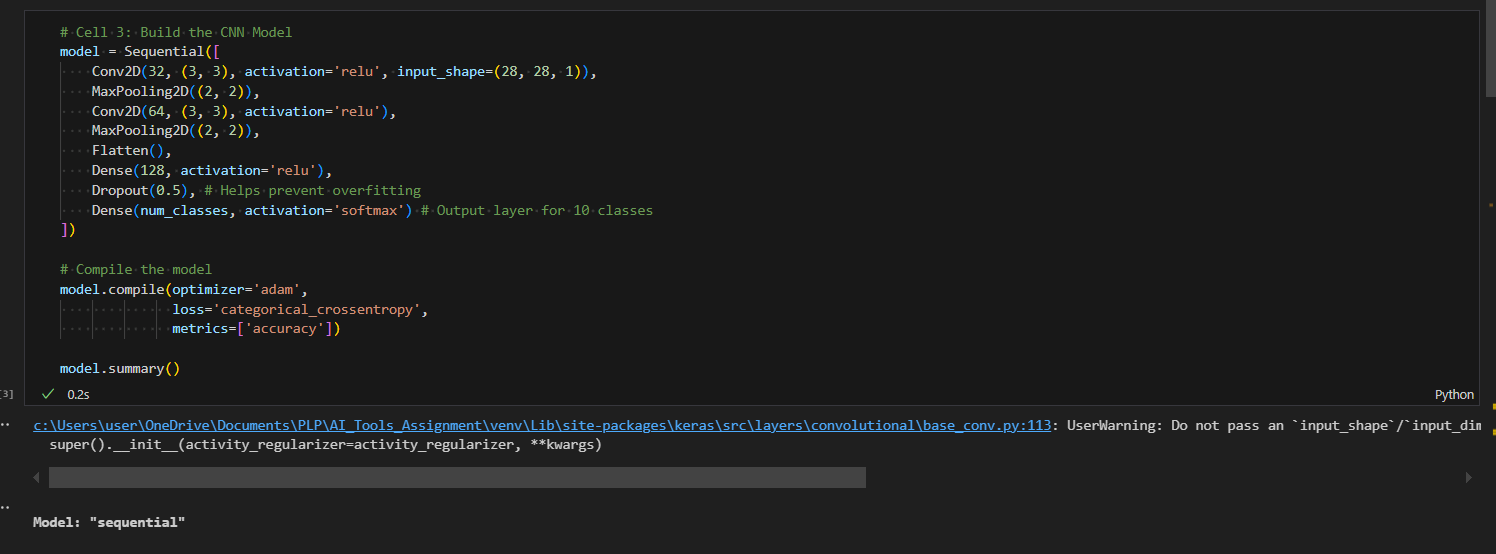 # Cell 3: Build the CNN Model
model = Sequential([
    Conv2D(32, (3, 3), activation='relu', input_shape=(28, 28, 1)),
    MaxPooling2D((2, 2)),
    Conv2D(64, (3, 3), activation='relu'),
    MaxPooling2D((2, 2)),
    Flatten(),
    Dense(128, activation='relu'),
    Dropout(0.5), # Helps prevent overfitting
    Dense(num_classes, activation='softmax') # Output layer for 10 classes
])

# Compile the model
model.compile(optimizer='adam',
              loss='categorical_crossentropy',
              metrics=['accuracy'])

model.summary()
[3] 0.2s Python
c:\Users\user\OneDrive\Documents\PLP\AI_Tools_Assignment\venv\Lib\site-packages\keras\src\layers\convolutional\base_conv.py:113: UserWarning: Do not pass an `input_shape`/`input_dim
  super().__init__(activity_regularizer=activity_regularizer, **kwargs)
Model: "sequential"